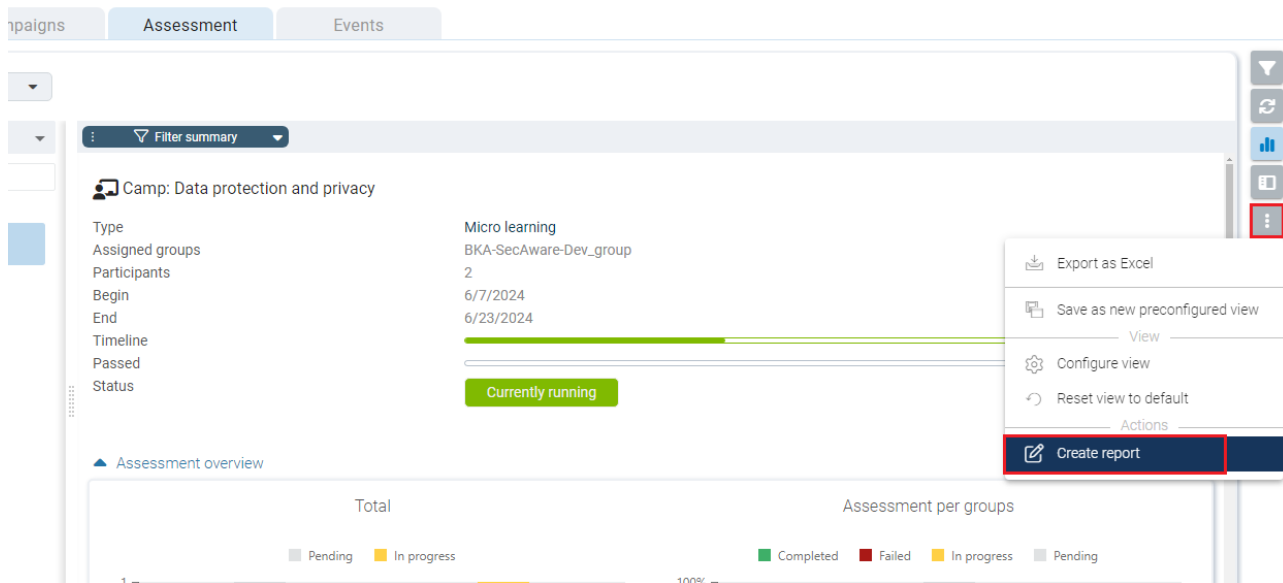 Assessment
Events
Filter summary
Camp: Data protection and privacy
Type Micro learning
Assigned groups BKA-SecAware-Dev_group
Participants 2
Begin 6/7/2024
End 6/23/2024
Timeline
Passed
Status Currently running
Export as Excel
Save as new preconfigured view
View
Configure view
Reset view to default
Actions
Create report
Assessment overview
Total
Pending In progress
1
Assessment per groups
Completed Failed In progress Pending
100%